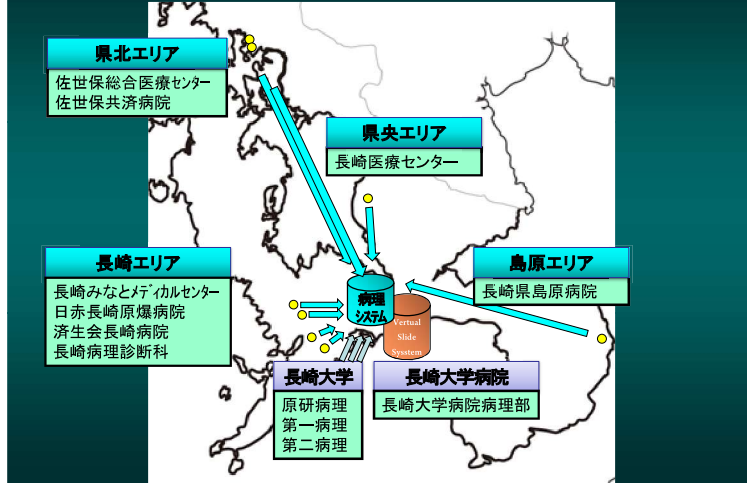 県北エリア
佐世保総合医療ｾﾝﾀｰ
佐世保共済病院
県央エリア
長崎医療センター
長崎エリア
長崎みなとﾒﾃﾞｨｶﾙセンター
日赤長崎原爆病院
済生会長崎病院
長崎病理診断科
島原エリア
長崎県島原病院
病理
システム
Vertual
Slide
Sysstem
長崎大学
原研病理
第一病理
第二病理
長崎大学病院
長崎大学病院病理部